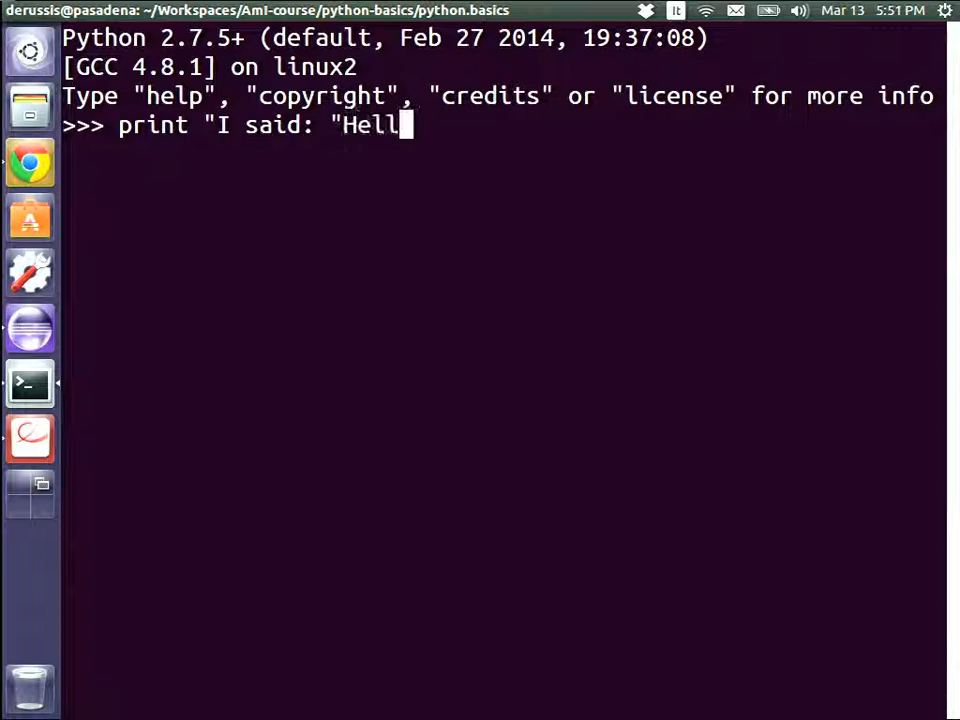 derussis@pasadena: ~/Workspaces/AmI-course/python-basics/python.basics It Mar 13 5:51 PM
Python 2.7.5+ (default, Feb 27 2014, 19:37:08)
[GCC 4.8.1] on linux2
Type "help", "copyright", "credits" or "license" for more info
>>> print "I said: "Hell